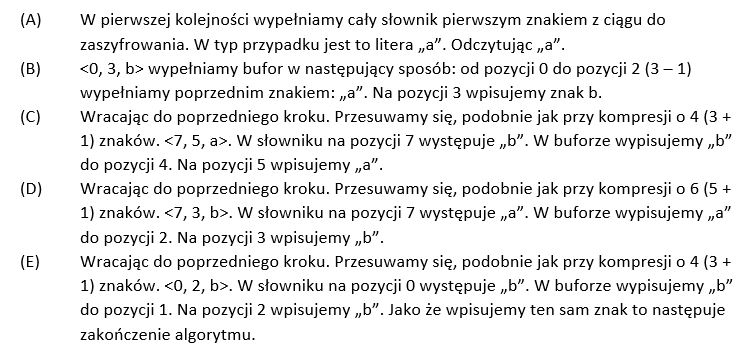 (A) W pierwszej kolejności wypełniamy cały słownik pierwszym znakiem z ciągu do
zaszyfrowania. W typ przypadku jest to litera „a”. Odczytując „a”.
(B) <0, 3, b> wypełniamy bufor w następujący sposób: od pozycji 0 do pozycji 2 (3 – 1)
wypełniamy poprzednim znakiem: „a”. Na pozycji 3 wpisujemy znak b.
(C) Wracając do poprzedniego kroku. Przesuwamy się, podobnie jak przy kompresji o 4 (3 +
1) znaków. <7, 5, a>. W słowniku na pozycji 7 występuje „b”. W buforze wypisujemy „b”
do pozycji 4. Na pozycji 5 wpisujemy „a”.
(D) Wracając do poprzedniego kroku. Przesuwamy się, podobnie jak przy kompresji o 6 (5 +
1) znaków. <7, 3, b>. W słowniku na pozycji 7 występuje „a”. W buforze wypisujemy „a”
do pozycji 2. Na pozycji 3 wpisujemy „b”.
(E) Wracając do poprzedniego kroku. Przesuwamy się, podobnie jak przy kompresji o 4 (3 +
1) znaków. <0, 2, b>. W słowniku na pozycji 0 występuje „b”. W buforze wypisujemy „b”
do pozycji 1. Na pozycji 2 wpisujemy „b”. Jako że wpisujemy ten sam znak to następuje
zakończenie algorytmu.